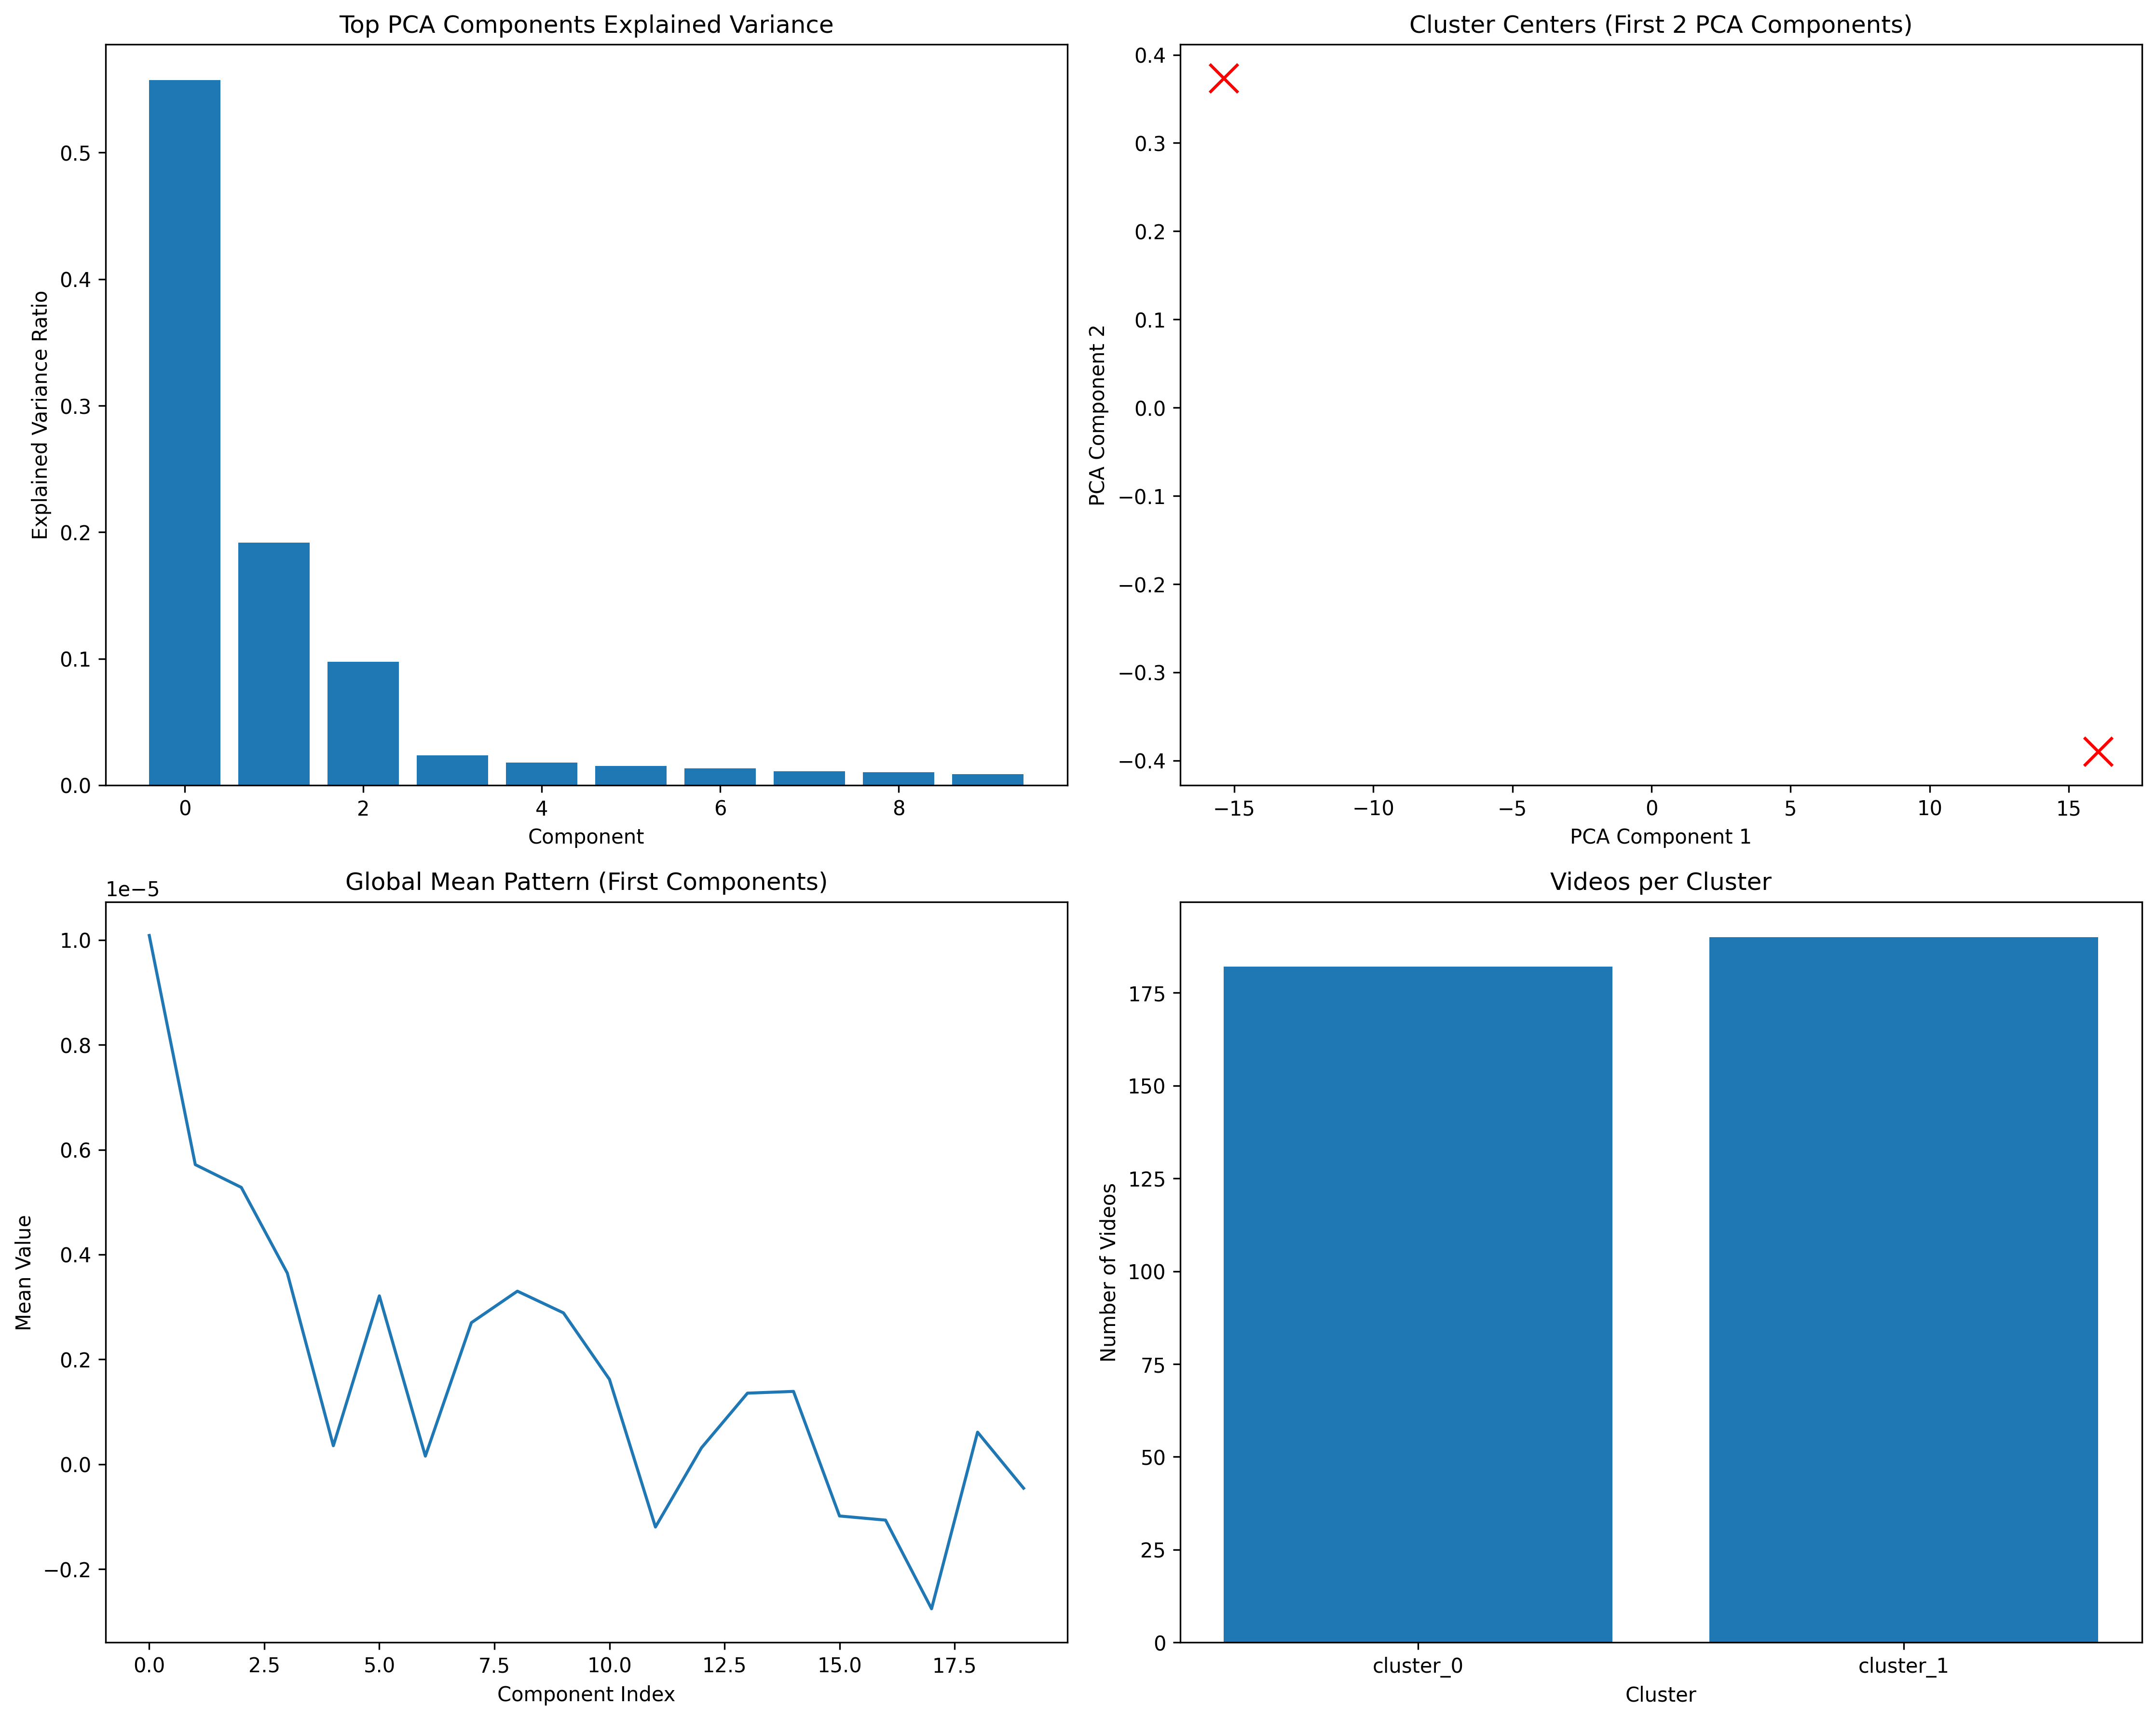 Top PCA Components Explained Variance
Explained Variance Ratio
0.5
0.4
0.3
0.2
0.1
0.0
0 2 4 6 8
Component
Cluster Centers (First 2 PCA Components)
PCA Component 2
0.4
0.3
0.2
0.1
0.0
−0.1
−0.2
−0.3
−0.4
−15 −10 −5 0 5 10 15
PCA Component 1
Global Mean Pattern (First Components)
1e−5
Mean Value
1.0
0.8
0.6
0.4
0.2
0.0
−0.2
0.0 2.5 5.0 7.5 10.0 12.5 15.0 17.5
Component Index
Videos per Cluster
Number of Videos
175
150
125
100
75
50
25
0
cluster_0 cluster_1
Cluster